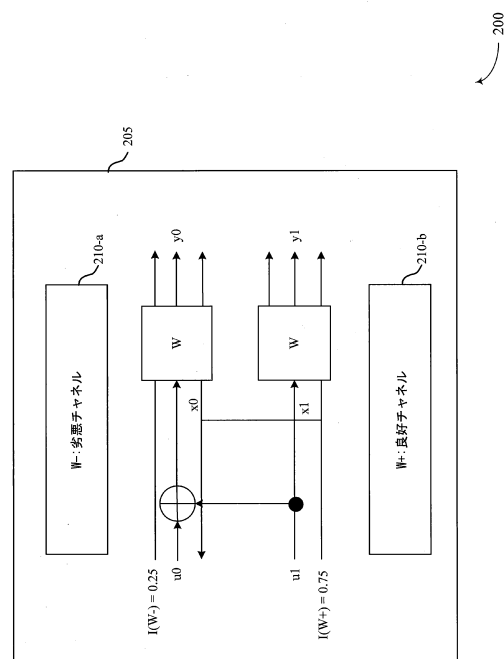 200
205
210-a
W-:劣悪チャネル
y0
W
x0
I(W-) = 0.25
u0
y1
W
x1
u1
I(W+) = 0.75
210-b
W+:良好チャネル